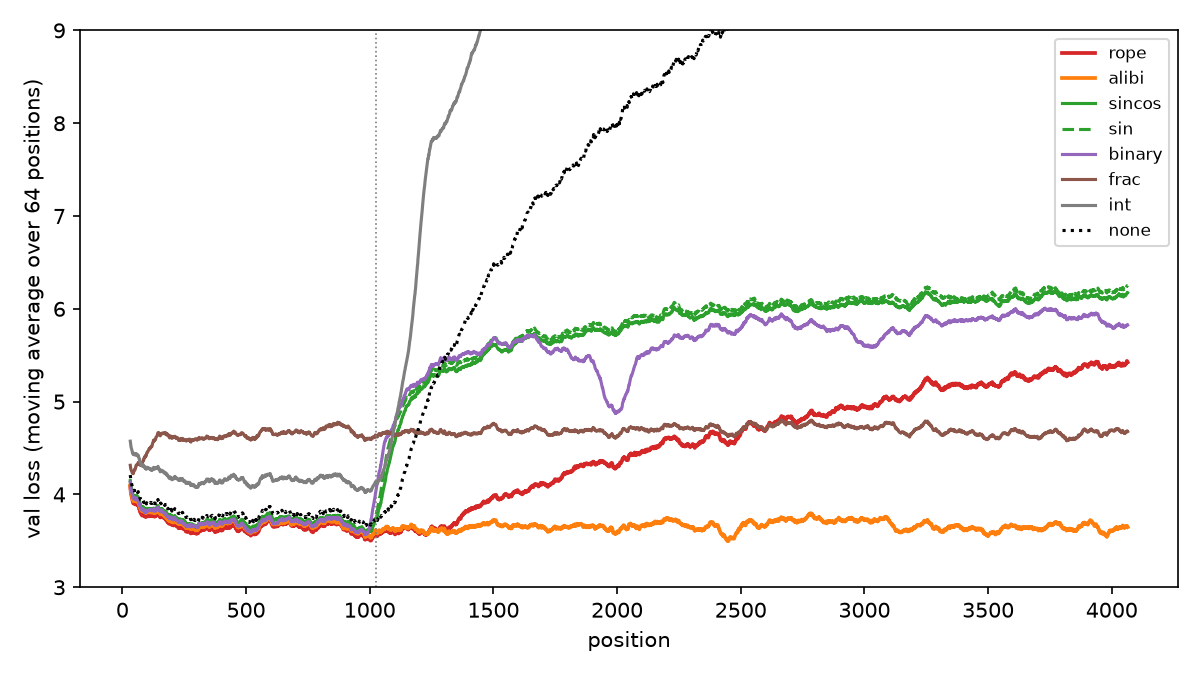 9
8
7
6
5
4
3
val loss (moving average over 64 positions)
0
500
1000
1500
2000
2500
3000
3500
4000
position
rope
alibi
sincos
sin
binary
frac
int
none